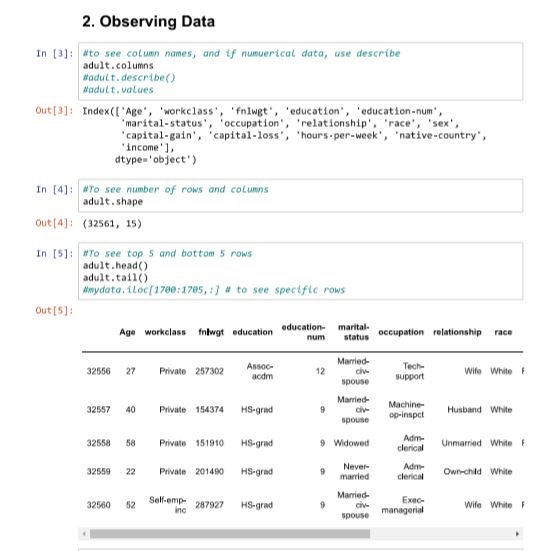 2. Observing Data
In [3]: #to see column names, and if numuerical data, use describe
adult.columns
#adult.describe()
#adult.values
Out[3]: Index(['Age', 'workclass', 'fnlwgt', 'education', 'education-num',
'marital-status', 'occupation', 'relationship', 'race', 'sex',
'capital-gain', 'capital-loss', 'hours-per-week', 'native-country',
'income'],
dtype='object')
In [4]: #To see number of rows and columns
adult.shape
Out[4]: (32561, 15)
In [5]: #To see top 5 and bottom 5 rows
adult.head()
adult.tail()
#mydata.iloc[1700:1705,:] # to see specific rows
Out[5]:
Age workclass fnlwgt education education-num marital-status occupation relationship race
32556 27 Private 257302 Assoc-acdm 12 Married-civ-spouse Tech-support Wife White F
32557 40 Private 154374 HS-grad 9 Married-civ-spouse Machine-op-inspct Husband White
32558 58 Private 151910 HS-grad 9 Widowed Adm-clerical Unmarried White F
32559 22 Private 201490 HS-grad 9 Never-married Adm-clerical Own-child White
32560 52 Self-emp-inc 287927 HS-grad 9 Married-civ-spouse Exec-managerial Wife White F